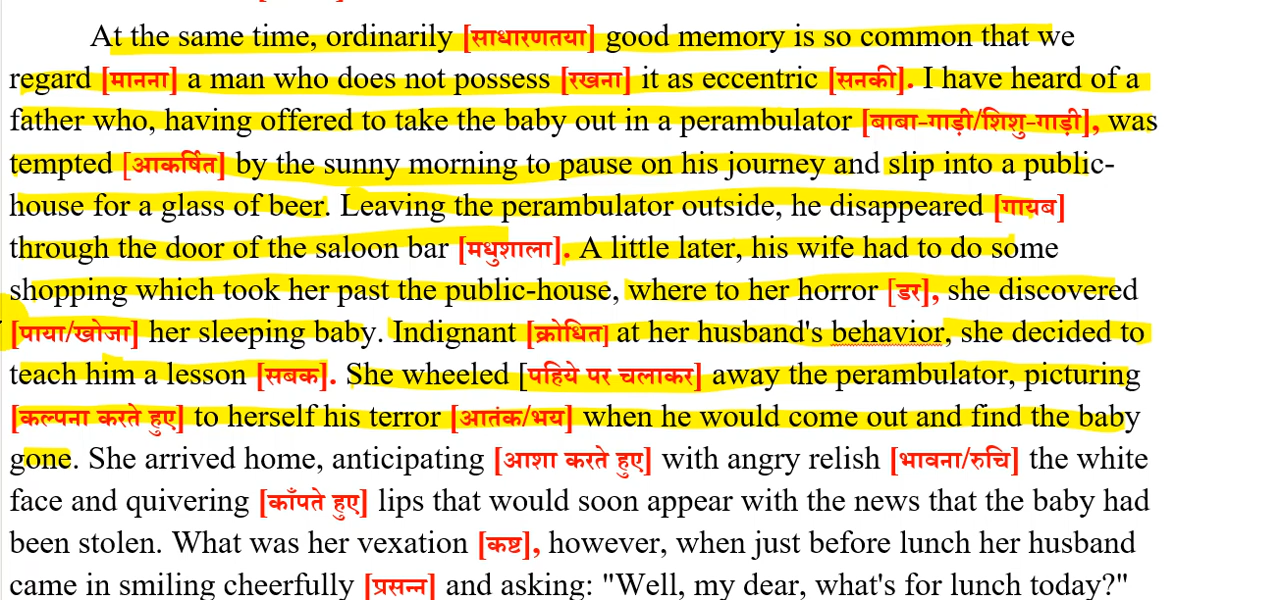 At the same time, ordinarily [साधारणतया] good memory is so common that we
regard [मानना] a man who does not possess [रखना] it as eccentric [सनकी]. I have heard of a
father who, having offered to take the baby out in a perambulator [बाबा-गाड़ी/शिशु-गाड़ी], was
tempted [आकर्षित] by the sunny morning to pause on his journey and slip into a public-
house for a glass of beer. Leaving the perambulator outside, he disappeared [गायब]
through the door of the saloon bar [मधुशाला]. A little later, his wife had to do some
shopping which took her past the public-house, where to her horror [डर], she discovered
[पाया/खोजा] her sleeping baby. Indignant [क्रोधित] at her husband's behavior, she decided to
teach him a lesson [सबक]. She wheeled [पहिये पर चलाकर] away the perambulator, picturing
[कल्पना करते हुए] to herself his terror [आतंक/भय] when he would come out and find the baby
gone. She arrived home, anticipating [आशा करते हुए] with angry relish [भावना/रुचि] the white
face and quivering [काँपते हुए] lips that would soon appear with the news that the baby had
been stolen. What was her vexation [कष्ट], however, when just before lunch her husband
came in smiling cheerfully [प्रसन्न] and asking: "Well, my dear, what's for lunch today?"